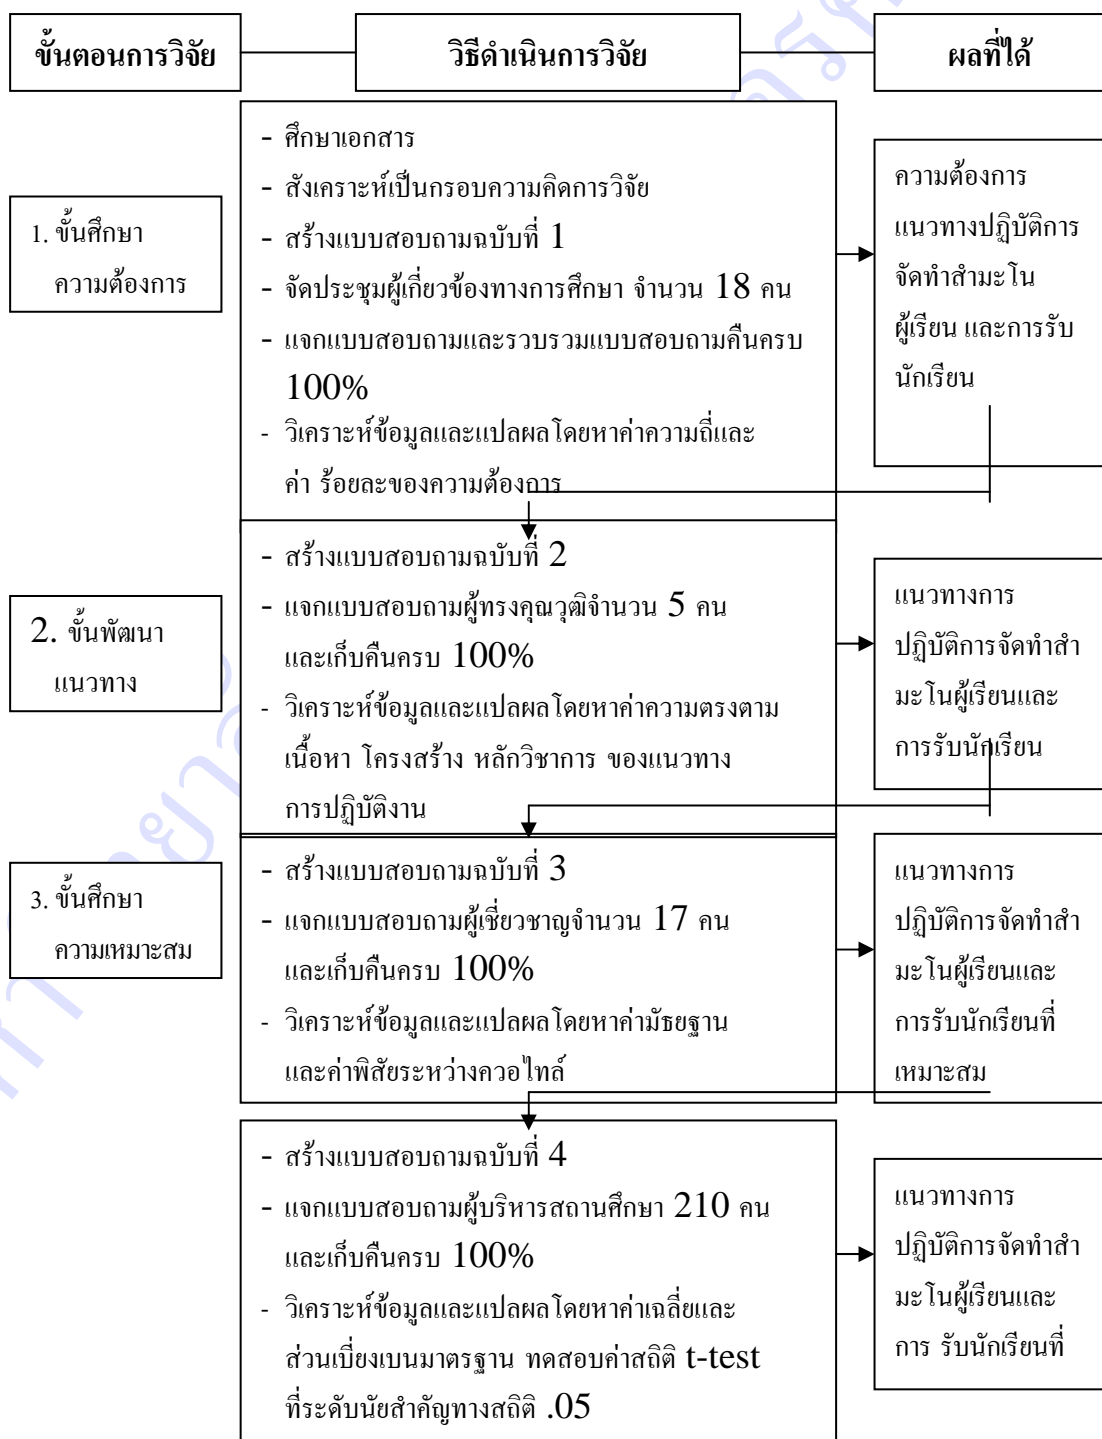 ขั้นตอนการวิจัย
วิธีดำเนินการวิจัย
ผลที่ได้
1. ขั้นศึกษา
ความต้องการ
- ศึกษาเอกสาร
- สังเคราะห์เป็นกรอบความคิดการวิจัย
- สร้างแบบสอบถามฉบับที่ 1
- จัดประชุมผู้เกี่ยวข้องทางการศึกษา จำนวน 18 คน
- แจกแบบสอบถามและรวบรวมแบบสอบถามคืนครบ
100%
- วิเคราะห์ข้อมูลและแปลผลโดยหาค่าความถี่และ
ค่า ร้อยละของความต้องการ
ความต้องการ
แนวทางปฏิบัติการ
จัดทำสำมะโน
ผู้เรียน และการรับ
นักเรียน
2. ขั้นพัฒนา
แนวทาง
- สร้างแบบสอบถามฉบับที่ 2
- แจกแบบสอบถามผู้ทรงคุณวุฒิจำนวน 5 คน
และเก็บคืนครบ 100%
- วิเคราะห์ข้อมูลและแปลผลโดยหาค่าความตรงตาม
เนื้อหา โครงสร้าง หลักวิชาการ ของแนวทาง
การปฏิบัติงาน
แนวทางการ
ปฏิบัติการจัดทำสำ
มะโนผู้เรียนและ
การรับนักเรียน
3. ขั้นศึกษา
ความเหมาะสม
- สร้างแบบสอบถามฉบับที่ 3
- แจกแบบสอบถามผู้เชี่ยวชาญจำนวน 17 คน
และเก็บคืนครบ 100%
- วิเคราะห์ข้อมูลและแปลผลโดยหาค่ามัธยฐาน
และค่าพิสัยระหว่างควอไทล์
แนวทางการ
ปฏิบัติการจัดทำสำ
มะโนผู้เรียนและ
การรับนักเรียนที่
เหมาะสม
- สร้างแบบสอบถามฉบับที่ 4
- แจกแบบสอบถามผู้บริหารสถานศึกษา 210 คน
และเก็บคืนครบ 100%
- วิเคราะห์ข้อมูลและแปลผลโดยหาค่าเฉลี่ยและ
ส่วนเบี่ยงเบนมาตรฐาน ทดสอบค่าสถิติ t-test
ที่ระดับนัยสำคัญทางสถิติ .05
แนวทางการ
ปฏิบัติการจัดทำสำ
มะโนผู้เรียนและ
การ รับนักเรียนที่